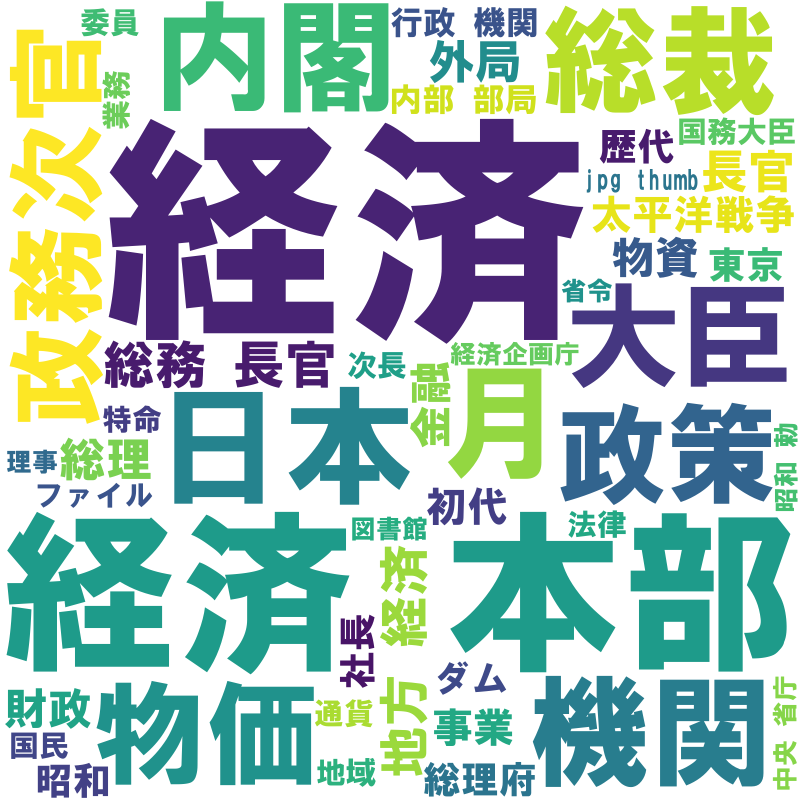 委員
内閣
行政 機関
総裁
外局
政務次官
業務
内部 部局
国務大臣
経済
歴代
jpg thumb
長官
太平洋戦争
物資
東京
省令
大臣
総務 長官
次長
経済企画庁
金融
月
日本
特命
政策
昭和 勅
理事
総理
ファイル
初代
図書館
法律
経済 本部
経済
社長
地方
ダム
財政
物価
通貨
事業
機関
中央 省庁
国民
昭和
地域
総理府